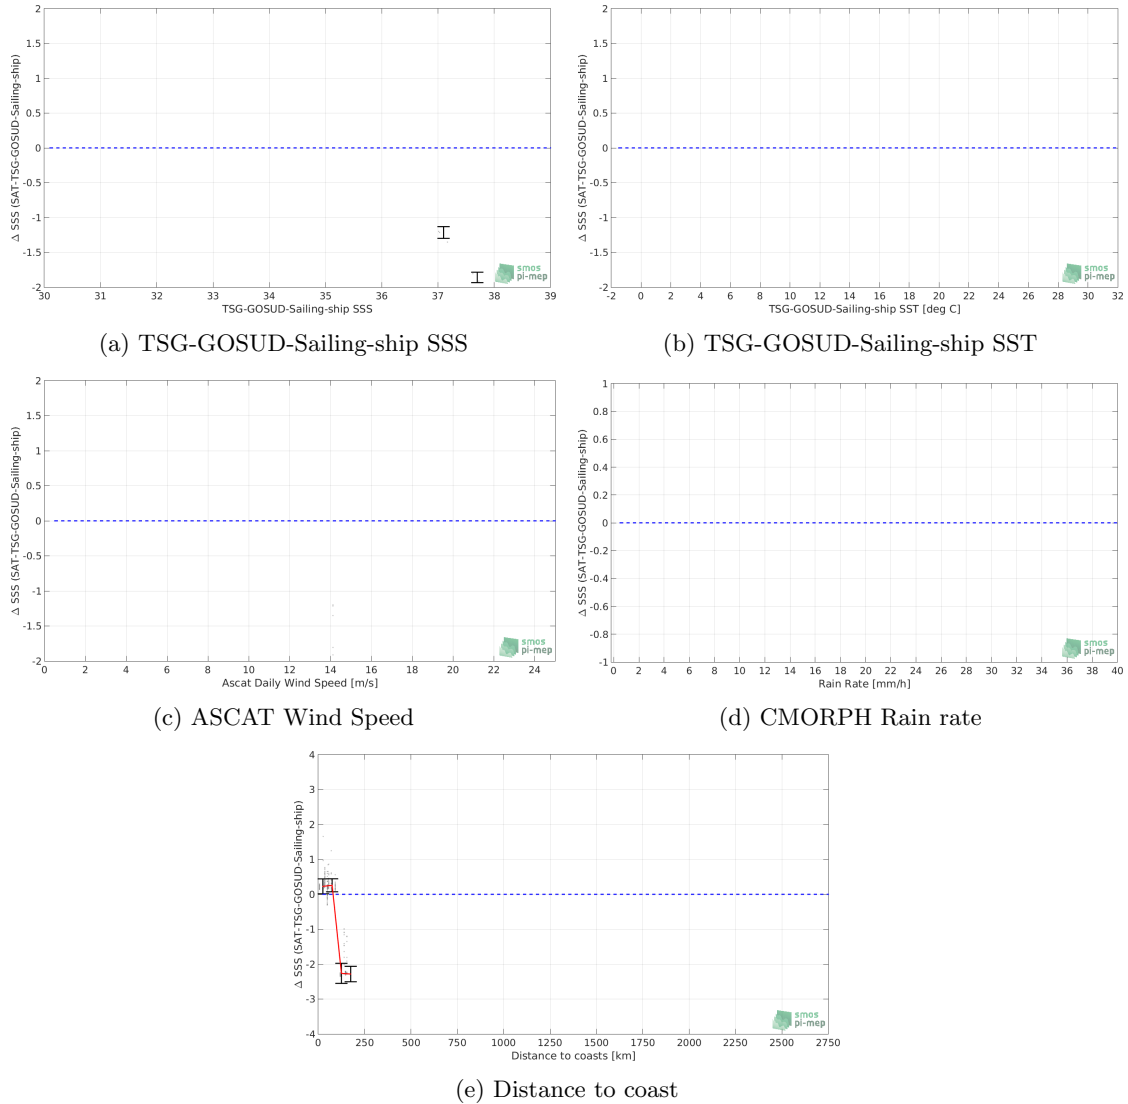 2
1.5
1
0.5
0
-0.5
-1
-1.5
-2
Δ SSS (SAT-TSG-GOSUD-Sailing-ship)
30 31 32 33 34 35 36 37 38 39
TSG-GOSUD-Sailing-ship SSS
smos
pi-mep
(a) TSG-GOSUD-Sailing-ship SSS
2
1.5
1
0.5
0
-0.5
-1
-1.5
-2
Δ SSS (SAT-TSG-GOSUD-Sailing-ship)
-2 0 2 4 6 8 10 12 14 16 18 20 22 24 26 28 30 32
TSG-GOSUD-Sailing-ship SST [deg C]
smos
pi-mep
(b) TSG-GOSUD-Sailing-ship SST
2
1.5
1
0.5
0
-0.5
-1
-1.5
-2
Δ SSS (SAT-TSG-GOSUD-Sailing-ship)
0 2 4 6 8 10 12 14 16 18 20 22 24
Ascat Daily Wind Speed [m/s]
smos
pi-mep
(c) ASCAT Wind Speed
1
0.8
0.6
0.4
0.2
0
-0.2
-0.4
-0.6
-0.8
-1
Δ SSS (SAT-TSG-GOSUD-Sailing-ship)
0 2 4 6 8 10 12 14 16 18 20 22 24 26 28 30 32 34 36 38 40
Rain Rate [mm/h]
smos
pi-mep
(d) CMORPH Rain rate
4
3
2
1
0
-1
-2
-3
-4
Δ SSS (SAT-TSG-GOSUD-Sailing-ship)
0 250 500 750 1000 1250 1500 1750 2000 2250 2500 2750
Distance to coasts [km]
smos
pi-mep
(e) Distance to coast